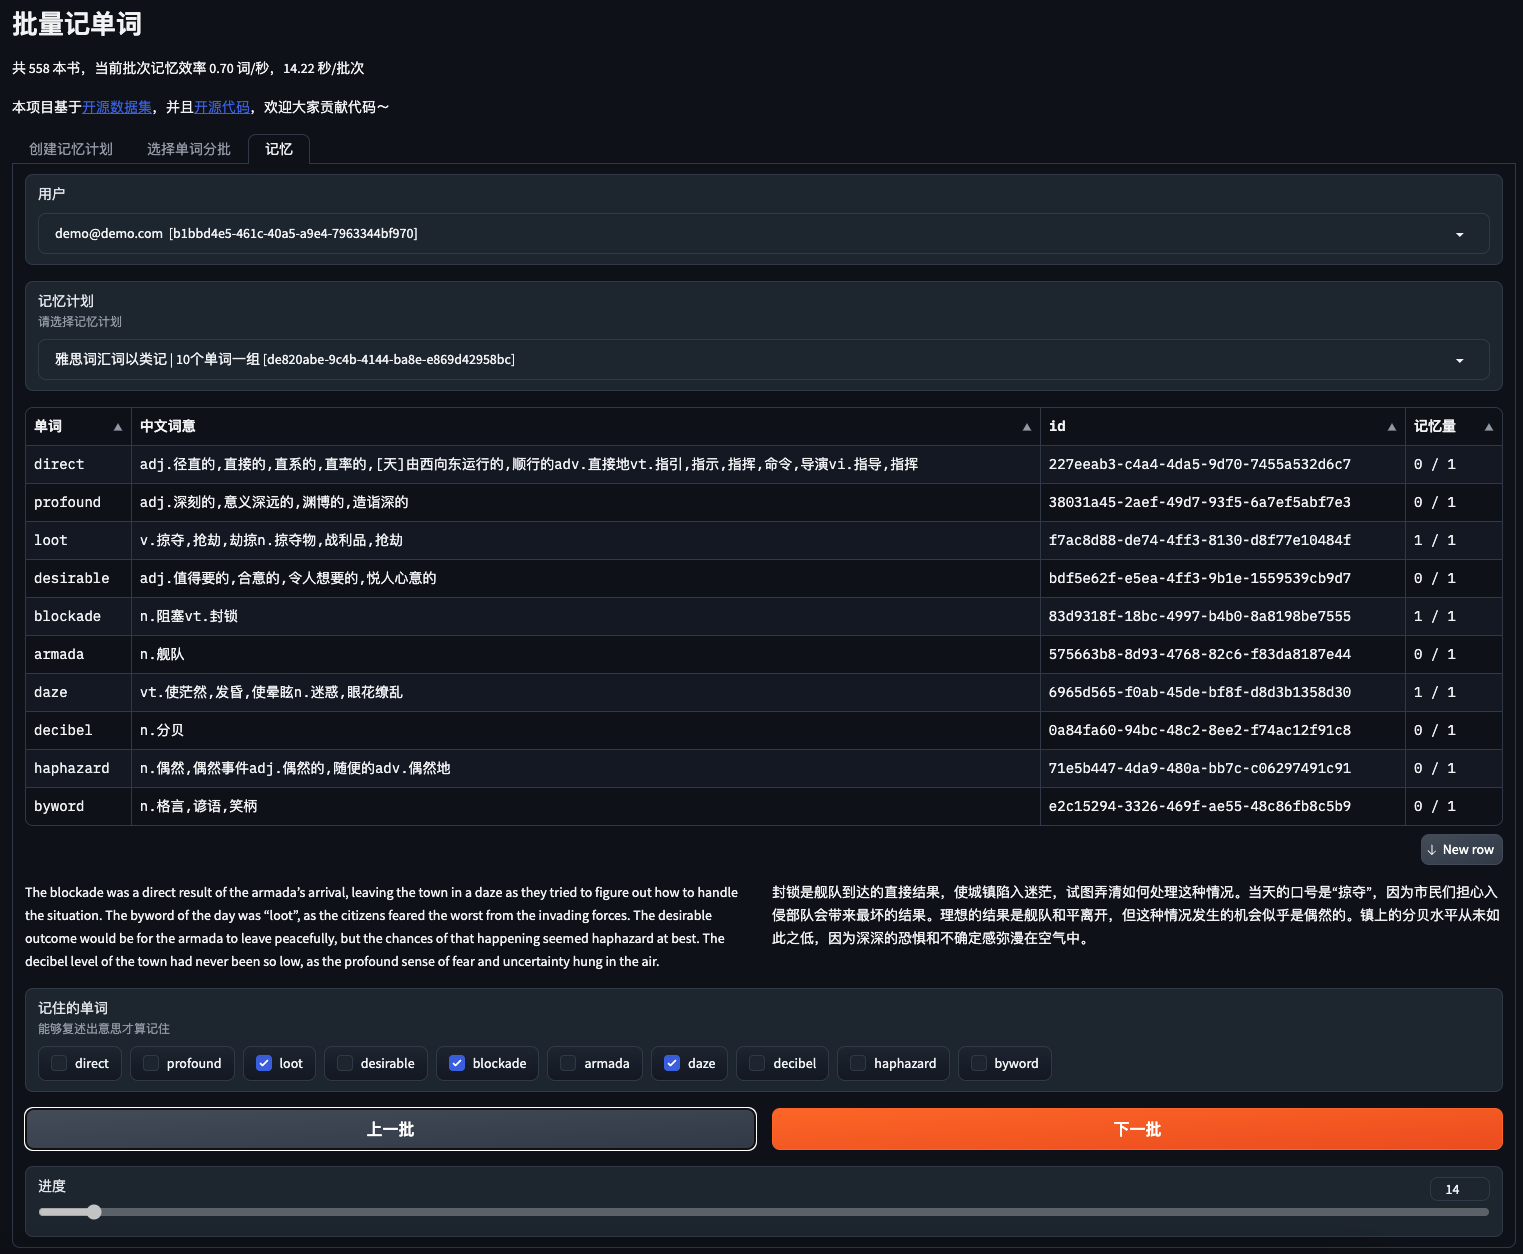 批量记单词
共 558 本书，当前批次记忆效率 0.70 词/秒，14.22 秒/批次
本项目基于开源数据集，并且开源代码，欢迎大家贡献代码～
创建记忆计划 选择单词分批 记忆
用户
demo@demo.com [b1bbd4e5-461c-40a5-a9e4-7963344bf970]
记忆计划
请选择记忆计划
雅思词汇词以类记 | 10个单词一组 [de820abe-9c4b-4144-ba8e-e869d42958bc]
单词 中文词意 id 记忆量
direct adj.径直的,直接的,直系的,直率的,[天]由西向东运行的,顺行的adv.直接地vt.指引,指示,指挥,命令,导演vi.指导,指挥 227eeab3-c4a4-4da5-9d70-7455a532d6c7 0 / 1
profound adj.深刻的,意义深远的,渊博的,造诣深的 38031a45-2aef-49d7-93f5-6a7ef5abf7e3 0 / 1
loot v.掠夺,抢劫,劫掠n.掠夺物,战利品,抢劫 f7ac8d88-de74-4ff3-8130-d8f77e10484f 1 / 1
desirable adj.值得要的,合意的,令人想要的,悦人心意的 bdf5e62f-e5ea-4ff3-9b1e-1559539cb9d7 0 / 1
blockade n.阻塞vt.封锁 83d9318f-18bc-4997-b4b0-8a8198be7555 1 / 1
armada n.舰队 575663b8-8d93-4768-82c6-f83da8187e44 0 / 1
daze vt.使茫然,发昏,使晕眩n.迷惑,眼花缭乱 6965d565-f0ab-45de-bf8f-d8d3b1358d30 1 / 1
decibel n.分贝 0a84fa60-94bc-48c2-8ee2-f74ac12f91c8 0 / 1
haphazard n.偶然,偶然事件adj.偶然的,随便的adv.偶然地 71e5b447-4da9-480a-bb7c-c06297491c91 0 / 1
byword n.格言,谚语,笑柄 e2c15294-3326-469f-ae55-48c86fb8c5b9 0 / 1
↓ New row
The blockade was a direct result of the armada’s arrival, leaving the town in a daze as they tried to figure out how to handle
the situation. The byword of the day was “loot”, as the citizens feared the worst from the invading forces. The desirable
outcome would be for the armada to leave peacefully, but the chances of that happening seemed haphazard at best. The
decibel level of the town had never been so low, as the profound sense of fear and uncertainty hung in the air.
封锁是舰队到达的直接结果，使城镇陷入迷茫，试图弄清如何处理这种情况。当天的口号是“掠夺”，因为市民们担心入
侵部队会带来最坏的结果。理想的结果是舰队和平离开，但这种情况发生的机会似乎是偶然的。镇上的分贝水平从未如
此之低，因为深深的恐惧和不确定感弥漫在空气中。
记住的单词
能够复述出意思才算记住
direct profound loot desirable blockade armada daze decibel haphazard byword
上一批 下一批
进度 14